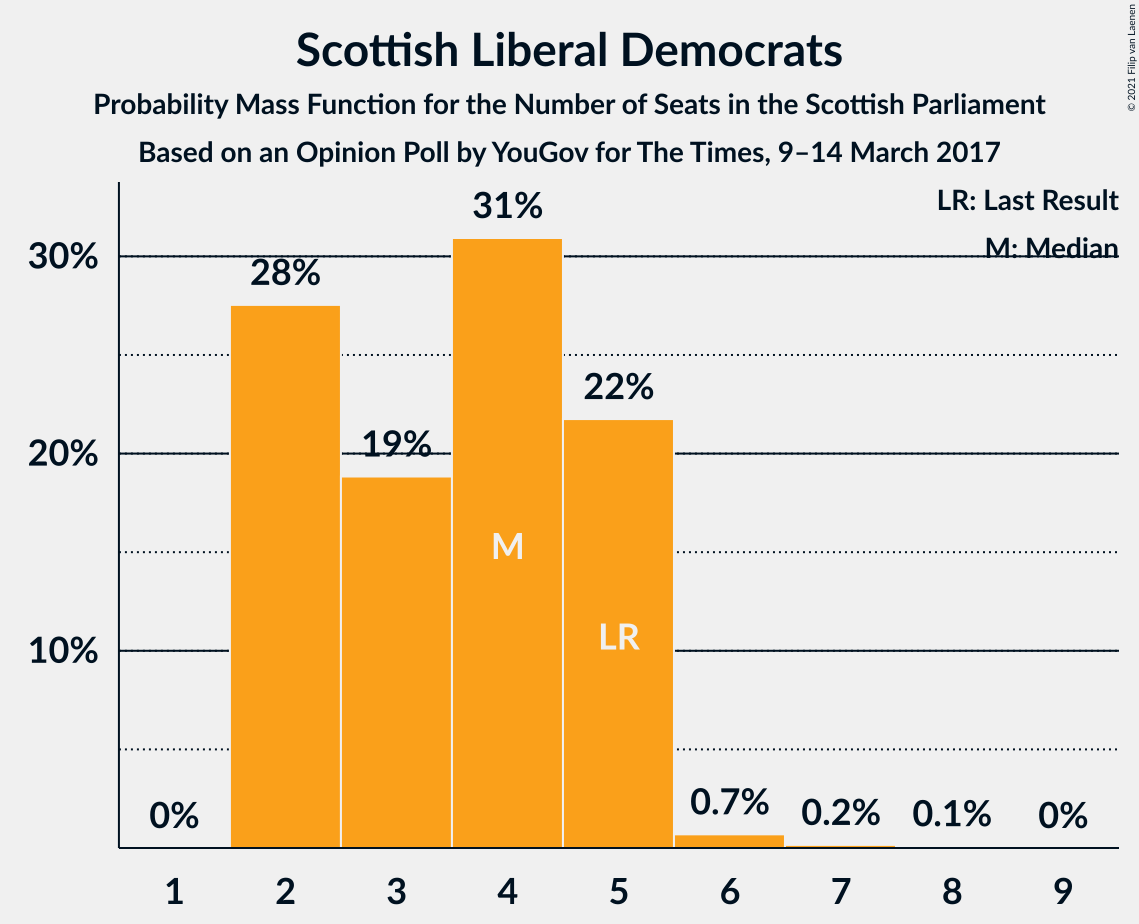 Scottish Liberal Democrats
Probability Mass Function for the Number of Seats in the Scottish Parliament
Based on an Opinion Poll by YouGov for The Times, 9–14 March 2017
© 2021 Filip van Laenen
LR: Last Result
M: Median
30%
20%
10%
0%
28%
19%
31%
22%
0.7%
0.2%
0.1%
0%
M
LR
1 2 3 4 5 6 7 8 9